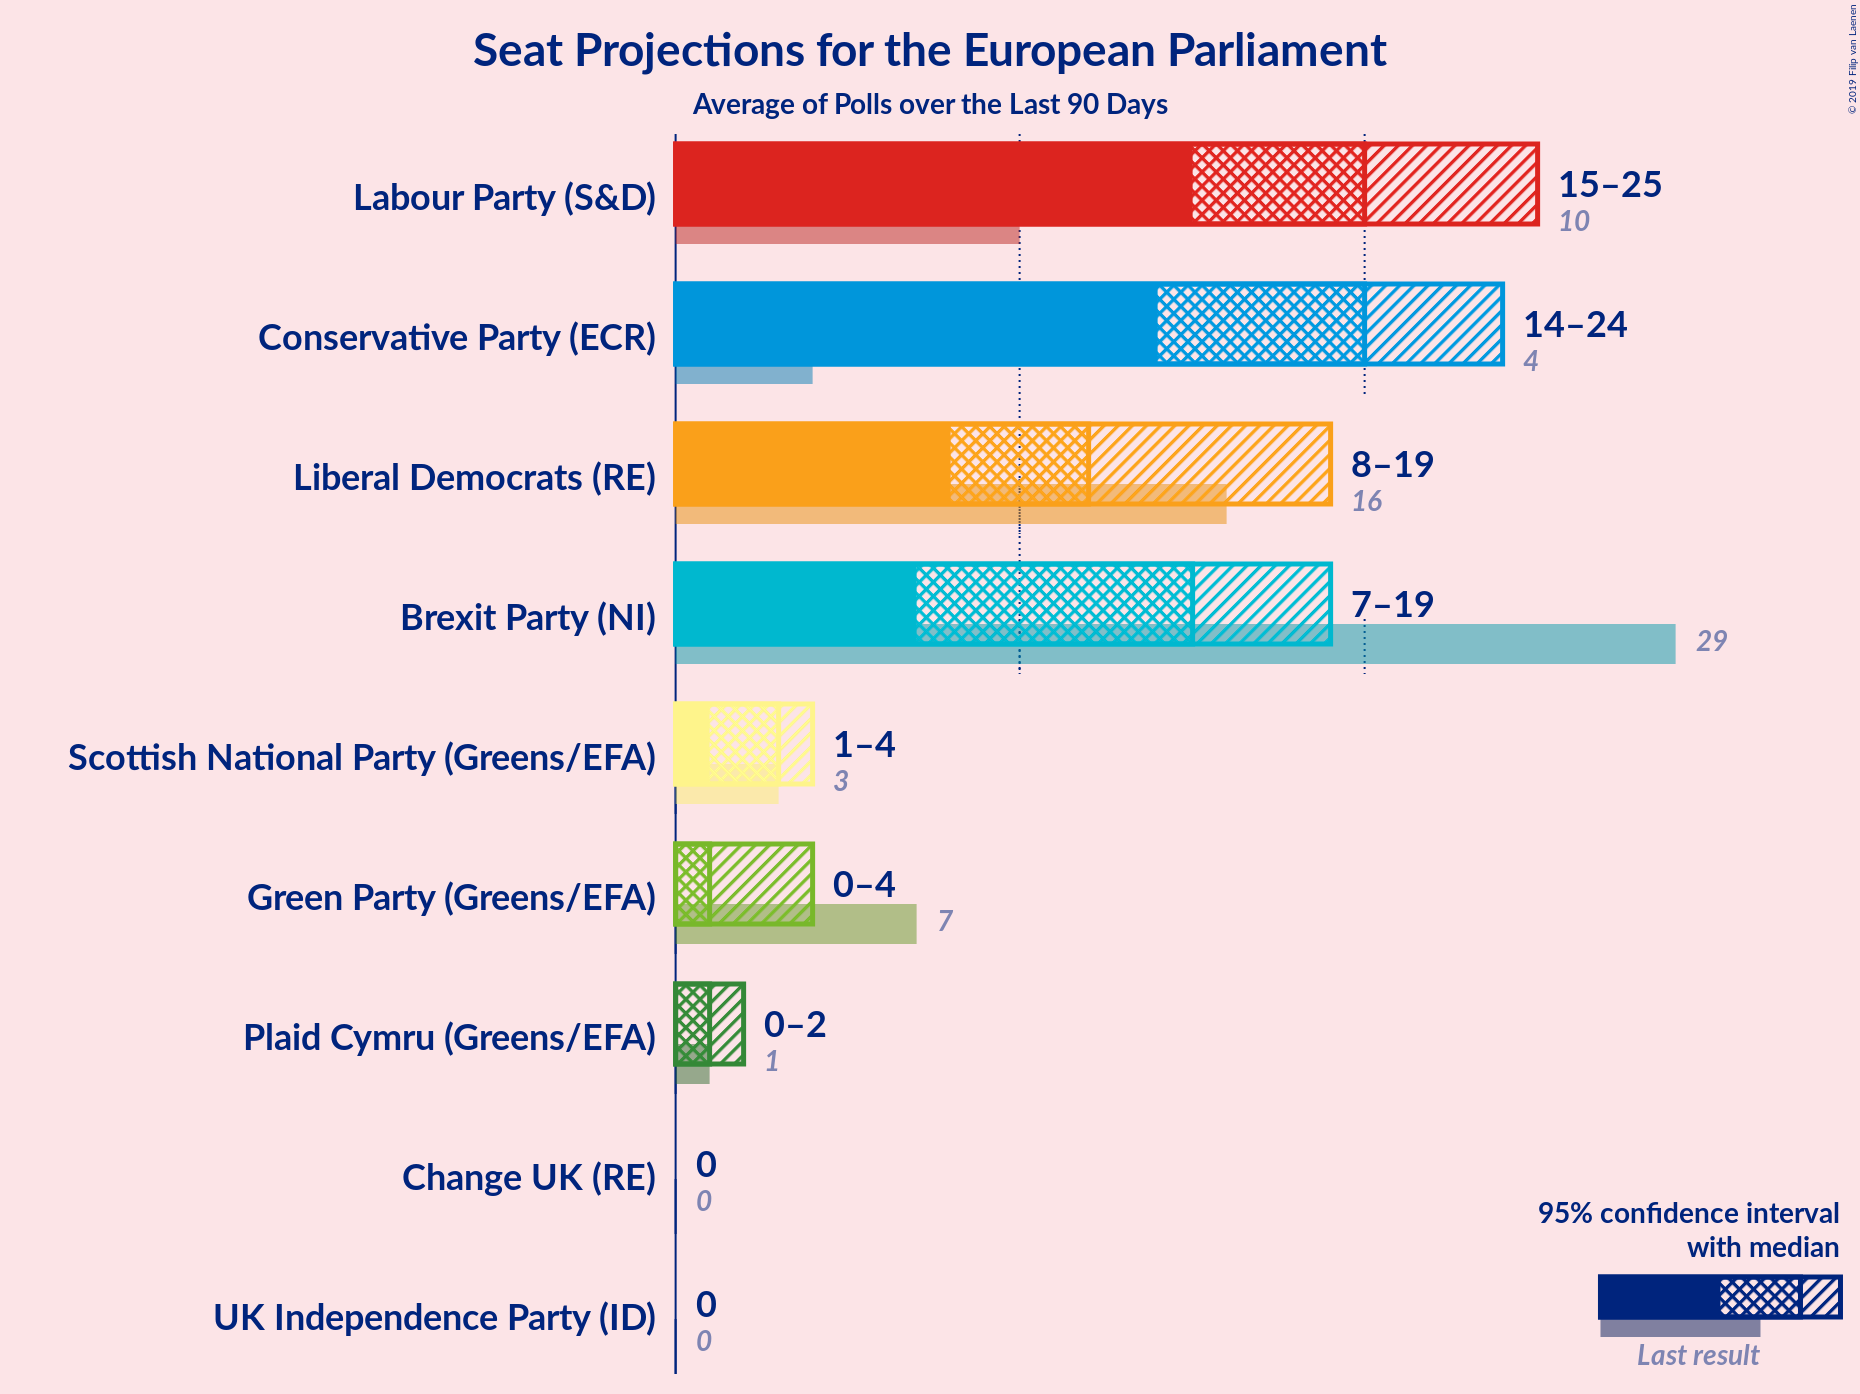 Seat Projections for the European Parliament
Average of Polls over the Last 90 Days
© 2019 Filip van Laenen
Labour Party (S&D)
15–25
10
Conservative Party (ECR)
14–24
4
Liberal Democrats (RE)
8–19
16
Brexit Party (NI)
7–19
29
Scottish National Party (Greens/EFA)
1–4
3
Green Party (Greens/EFA)
0–4
7
Plaid Cymru (Greens/EFA)
0–2
1
Change UK (RE)
0
0
UK Independence Party (ID)
0
0
95% confidence interval
with median
Last result